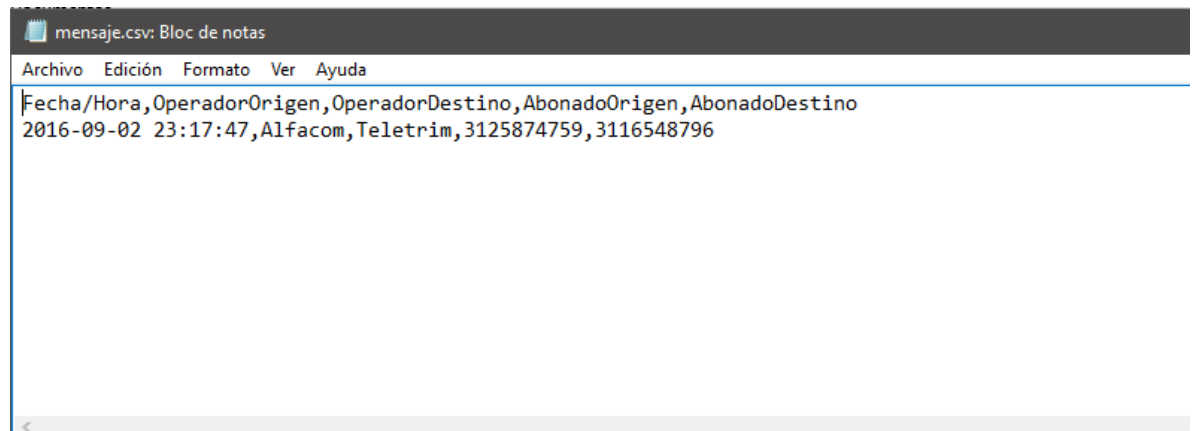 mensaje.csv: Bloc de notas
Archivo Edición Formato Ver Ayuda
Fecha/Hora,OperadorOrigen,OperadorDestino,AbonadoOrigen,AbonadoDestino
2016-09-02 23:17:47,Alfacom,Teletrim,3125874759,3116548796